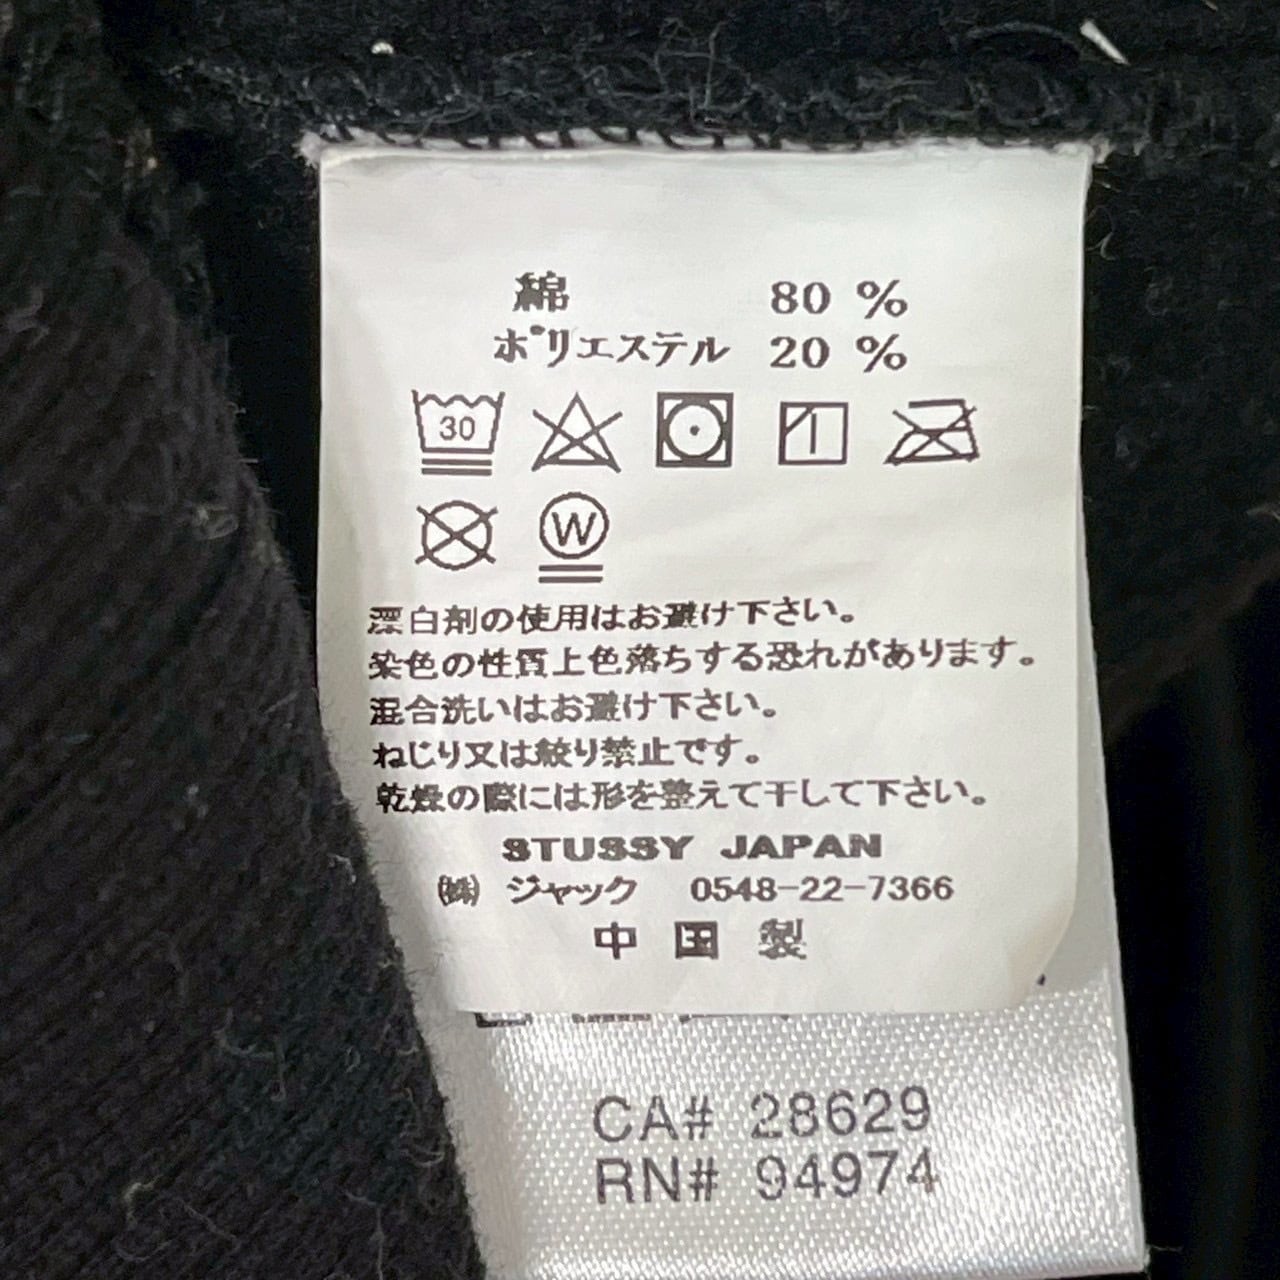 綿 80 %
ポリエステル 20 %
30
W
漂白剤の使用はお避け下さい。
染色の性質上色落ちする恐れがあります。
混合洗いはお避け下さい。
ねじり又は絞り禁止です。
乾燥の際には形を整えて干して下さい。
STUSSY JAPAN
㈱ ジャック 0548-22-7366
中国製
CA# 28629
RN# 94974